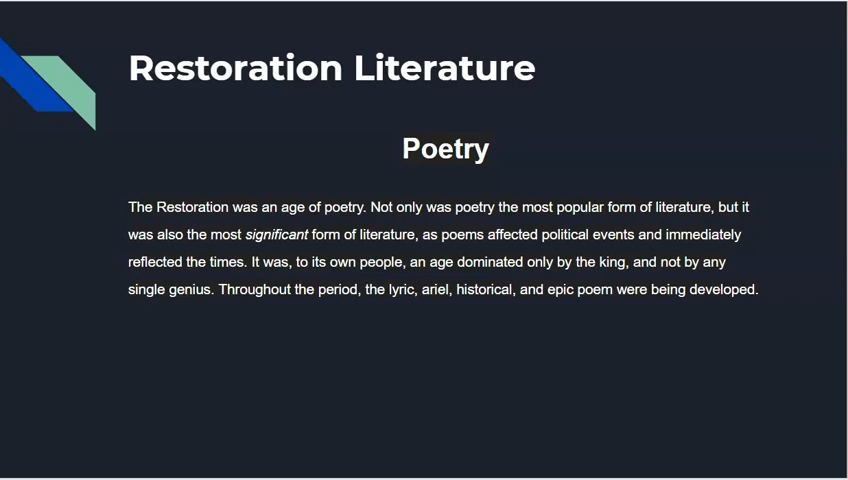 Restoration Literature
Poetry
The Restoration was an age of poetry. Not only was poetry the most popular form of literature, but it
was also the most significant form of literature, as poems affected political events and immediately
reflected the times. It was, to its own people, an age dominated only by the king, and not by any
single genius. Throughout the period, the lyric, ariel, historical, and epic poem were being developed.